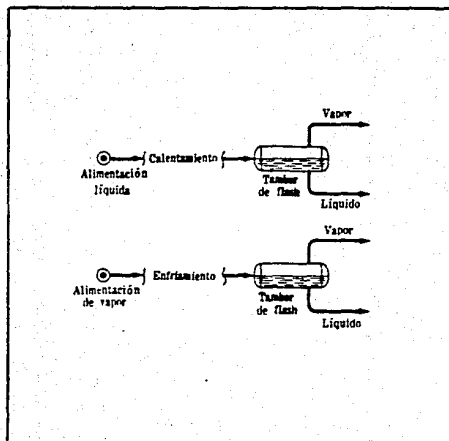 Vapor
Calentamiento
Alimentación
líquida
Tambor
de flash
Líquido
Vapor
Enfriamiento
Alimentación
de vapor
Tambor
de flash
Líquido